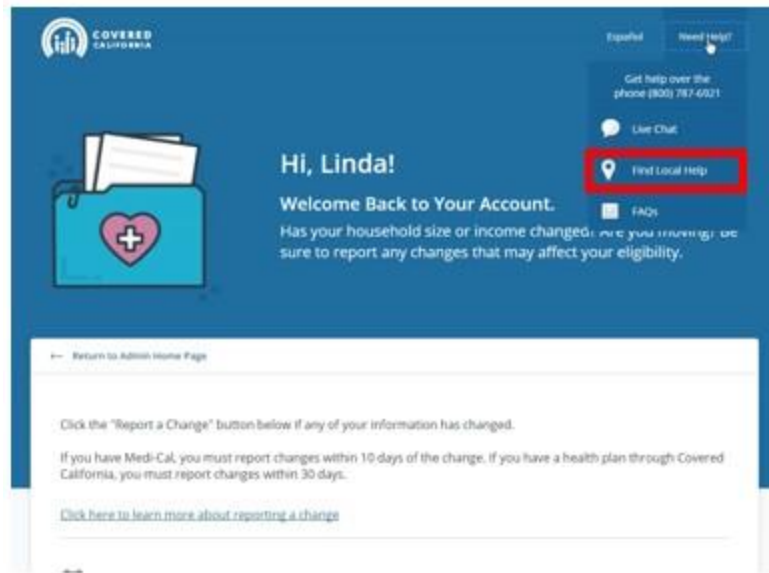 COVERED
CALIFORNIA
Español
Need Help?
Get help over the
phone (800) 787-6921
Live Chat
Find Local Help
FAQs
Hi, Linda!
Welcome Back to Your Account.
Has your household size or income changed? Are you moving? Be
sure to report any changes that may affect your eligibility.
← Return to Admin Home Page
Click the "Report a Change" button below if any of your information has changed.
If you have Medi-Cal, you must report changes within 10 days of the change. If you have a health plan through Covered
California, you must report changes within 30 days.
Click here to learn more about reporting a change